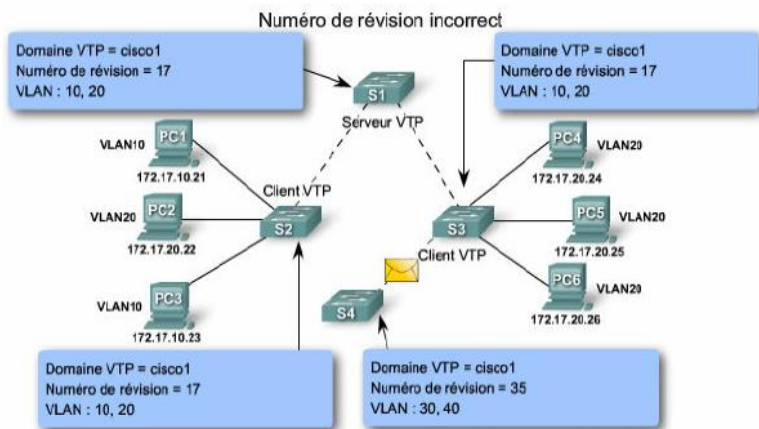 Numéro de révision incorrect
Domaine VTP = cisco1
Numéro de révision = 17
VLAN : 10, 20
Domaine VTP = cisco1
Numéro de révision = 17
VLAN : 10, 20
S1
Serveur VTP
PC1
VLAN10
172.17.10.21
PC4
VLAN20
172.17.20.24
Client VTP
PC2
VLAN20
172.17.20.22
S2
S3
PC5
VLAN20
172.17.20.25
Client VTP
PC3
VLAN10
172.17.10.23
S4
PC6
VLAN20
172.17.20.26
Domaine VTP = cisco1
Numéro de révision = 17
VLAN : 10, 20
Domaine VTP = cisco1
Numéro de révision = 35
VLAN : 30, 40